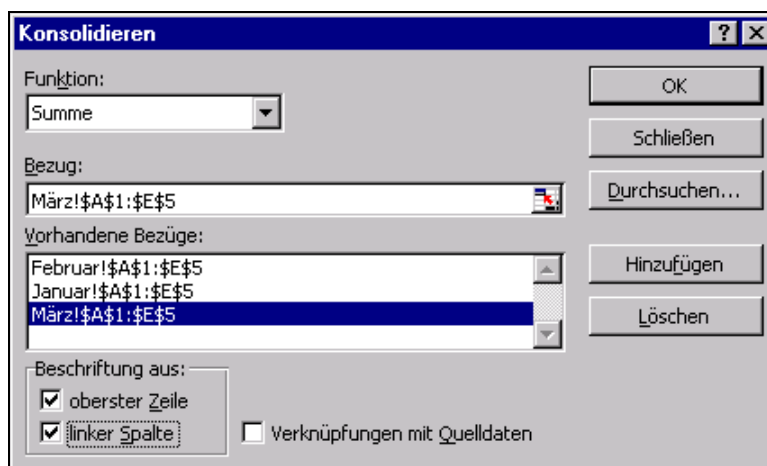 Konsolidieren
Funktion:
Summe
OK
Schließen
Bezug:
März!$A$1:$E$5
Durchsuchen...
Vorhandene Bezüge:
Februar!$A$1:$E$5
Januar!$A$1:$E$5
März!$A$1:$E$5
Hinzufügen
Löschen
Beschriftung aus:
oberster Zeile
linker Spalte
Verknüpfungen mit Quelldaten